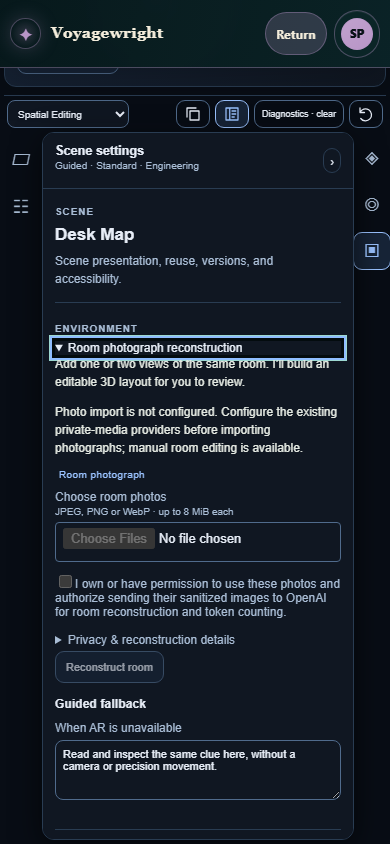 Voyagewright
Return
SP
Spatial Editing
Diagnostics · clear
Scene settings
Guided · Standard · Engineering
SCENE
Desk Map
Scene presentation, reuse, versions, and
accessibility.
ENVIRONMENT
Room photograph reconstruction
Add one or two views of the same room. I'll build an
editable 3D layout for you to review.
Photo import is not configured. Configure the existing
private-media providers before importing
photographs; manual room editing is available.
Room photograph
Choose room photos
JPEG, PNG or WebP · up to 8 MiB each
Choose Files No file chosen
I own or have permission to use these photos and
authorize sending their sanitized images to OpenAI
for room reconstruction and token counting.
Privacy & reconstruction details
Reconstruct room
Guided fallback
When AR is unavailable
Read and inspect the same clue here, without a
camera or precision movement.